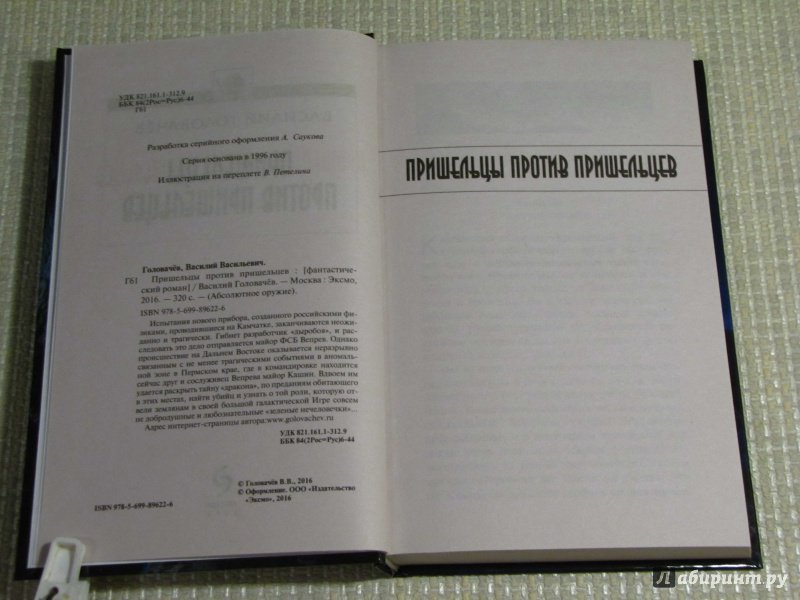 УДК 821.161.1-312.9
ББК 84(2Рос=Рус)6-44
Г61
Разработка серийного оформления А. Саукова
Серия основана в 1996 году
Иллюстрация на переплете В. Петелина
Головачёв, Василий Васильевич.
Г61 Пришельцы против пришельцев : [фантастиче-
ский роман] / Василий Головачёв. — Москва : Эксмо,
2016. — 320 с. — (Абсолютное оружие).
ISBN 978-5-699-89622-6
Испытания нового прибора, созданного российскими фи-
зиками, проводившиеся на Камчатке, заканчиваются неожи-
данно и трагически. Гибнет разработчик «дыробоя», и рас-
следовать это дело отправляется майор ФСБ Вепрев. Однако
происшествие на Дальнем Востоке оказывается неразрывно
связанным с не менее трагическими событиями в аномаль-
ной зоне в Пермском крае, где в командировке находится
друг и сослуживец Вепрева майор Кашин. Вдвоем им
сейчас удается раскрыть тайну «дракона», по преданиям обитающего
в этих местах, найти убийц и узнать о той роли, которую от-
вели землянам в своей большой галактической Игре совсем
не добродушные и любознательные «зеленые человечки»...
Адрес интернет-страницы автора:www.golovachev.ru
УДК 821.161.1-312.9
ББК 84(2Рос=Рус)6-44
© Головачёв В.В., 2016
© Оформление. ООО «Издательство
«Эксмо», 2016
ISBN 978-5-699-89622-6
ПРИШЕЛЬЦЫ ПРОТИВ ПРИШЕЛЬЦЕВ
Лабиринт.ру